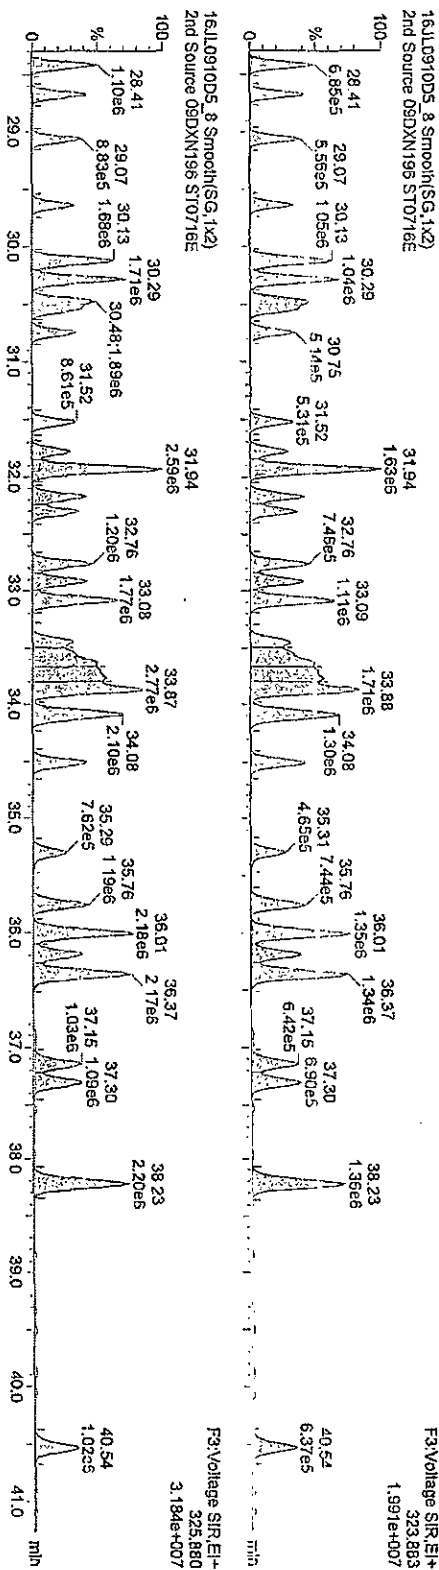 16JL0910D5_8 Smooth(SG,1x2)
2nd Source 09DXN196 ST0716E
F3:Voltage SIR,EI+
323.883
1.991e+007
100
%
0
min
28.41
6.85e5
29.07
5.56e5
30.13
1.05e6
30.29
1.04e6
30.75
5.14e5
31.52
5.31e5
31.94
1.63e6
32.76
7.46e5
33.09
1.11e6
33.88
1.71e6
34.08
1.30e6
35.31
4.65e5
35.76
7.44e5
36.01
1.35e6
36.37
1.34e6
37.15
6.42e5
37.30
6.90e5
38.23
1.36e6
40.54
6.37e5
16JL0910D5_8 Smooth(SG,1x2)
2nd Source 09DXN196 ST0716E
F3:Voltage SIR,EI+
325.880
3.184e+007
100
%
0
min
28.41
1.10e6
29.07
8.83e5
30.13
1.68e6
30.29
1.71e6
30.48;1.89e6
31.52
8.61e5
31.94
2.59e6
32.76
1.20e6
33.08
1.77e6
33.87
2.77e6
34.08
2.10e6
35.29
7.62e5
35.76
1.19e6
36.01
2.18e6
36.37
2.17e6
37.15
1.03e6
37.30
1.09e6
38.23
2.20e6
40.54
1.02e6
29.0 30.0 31.0 32.0 33.0 34.0 35.0 36.0 37.0 38.0 39.0 40.0 41.0